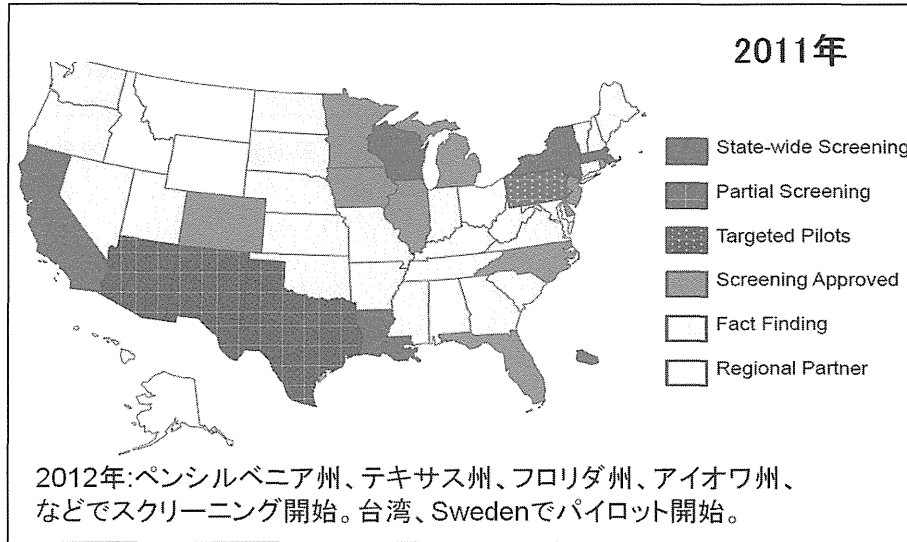 2011年
State-wide Screening
Partial Screening
Targeted Pilots
Screening Approved
Fact Finding
Regional Partner
2012年:ペンシルベニア州、テキサス州、フロリダ州、アイオワ州、
などでスクリーニング開始。台湾、Swedenでパイロット開始。